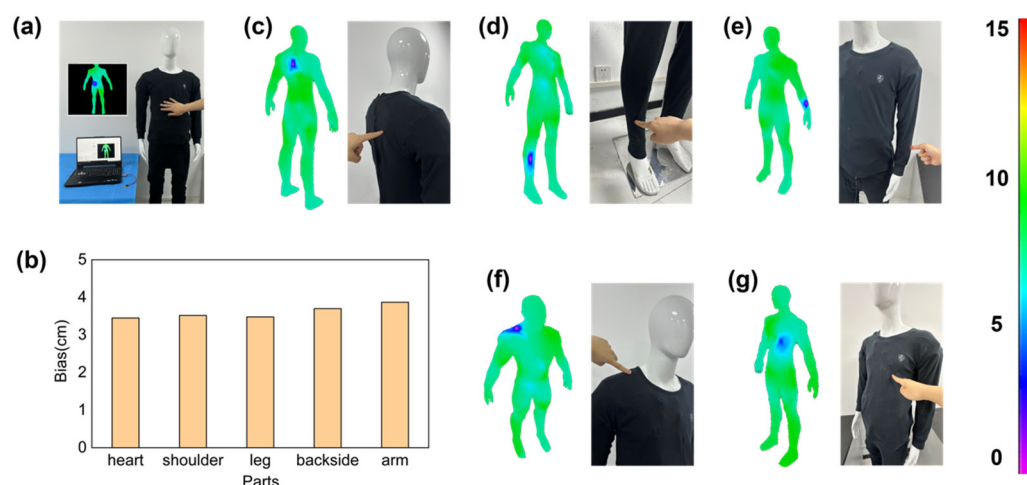 (a)
(c)
(d)
(e)
15
10
5
0
(b)
5
4
3
2
1
0
Bias(cm)
heart shoulder leg backside arm
Parts
(f)
(g)